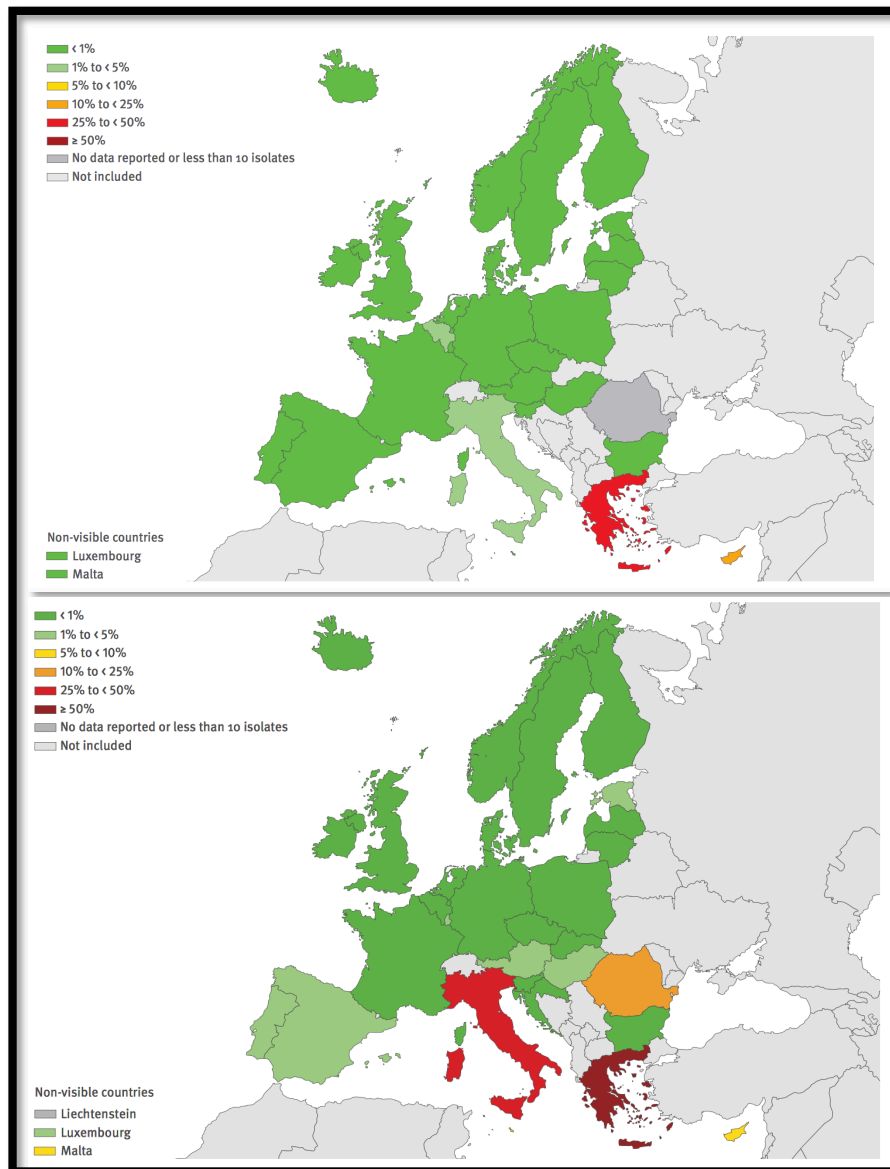 < 1%
1% to < 5%
5% to < 10%
10% to < 25%
25% to < 50%
≥ 50%
No data reported or less than 10 isolates
Not included
Non-visible countries
Luxembourg
Malta
< 1%
1% to < 5%
5% to < 10%
10% to < 25%
25% to < 50%
≥ 50%
No data reported or less than 10 isolates
Not included
Non-visible countries
Liechtenstein
Luxembourg
Malta